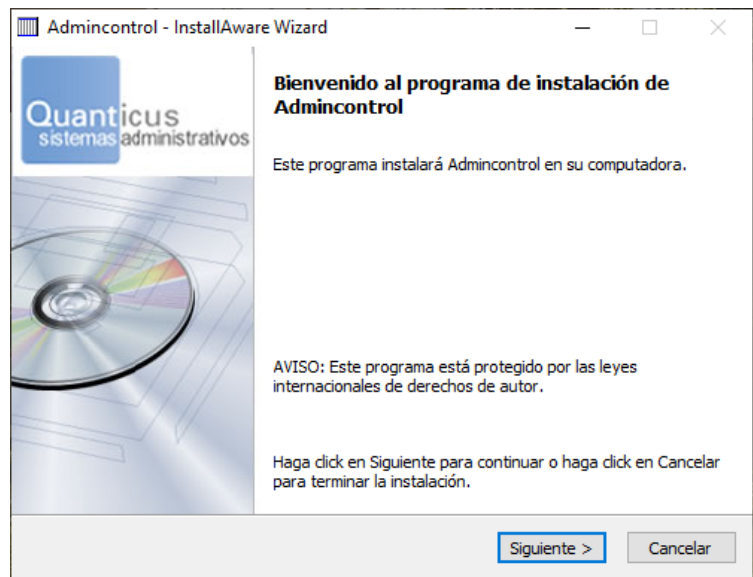 Admincontrol - InstallAware Wizard
Quanticus
sistemas administrativos
Bienvenido al programa de instalación de
Admincontrol
Este programa instalará Admincontrol en su computadora.
AVISO: Este programa está protegido por las leyes
internacionales de derechos de autor.
Haga click en Siguiente para continuar o haga click en Cancelar
para terminar la instalación.
Siguiente >
Cancelar